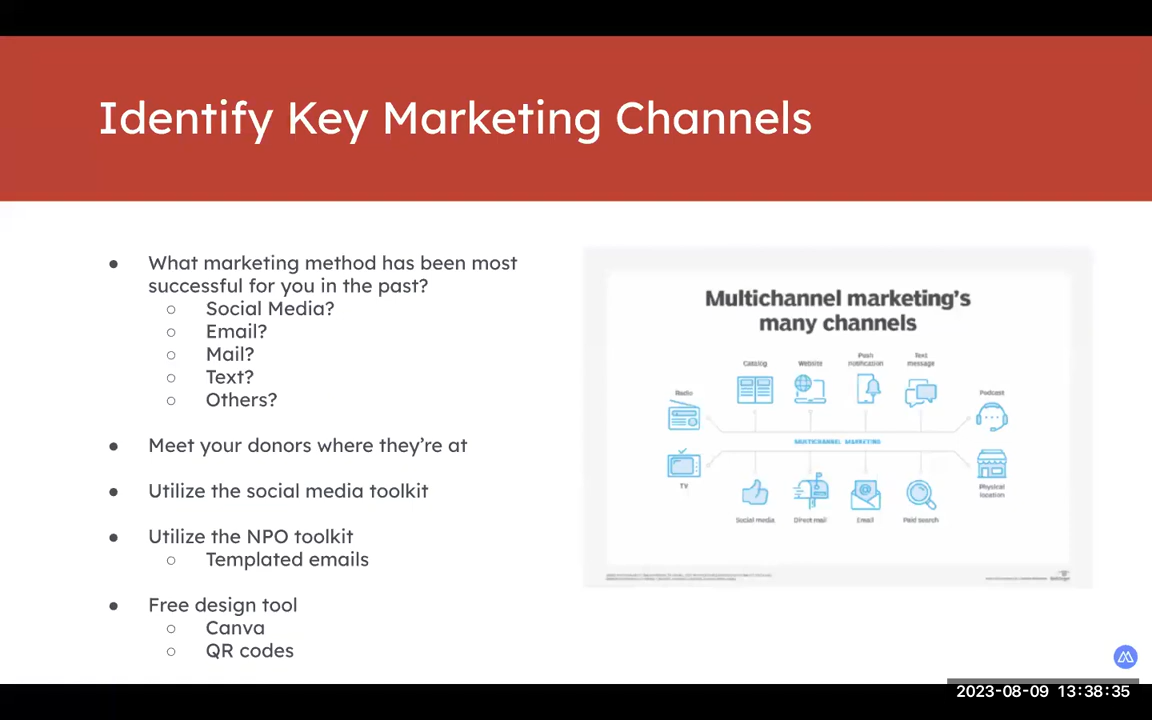 Identify Key Marketing Channels
● What marketing method has been most
successful for you in the past?
○ Social Media?
○ Email?
○ Mail?
○ Text?
○ Others?
● Meet your donors where they're at
● Utilize the social media toolkit
● Utilize the NPO toolkit
○ Templated emails
● Free design tool
○ Canva
○ QR codes
Multichannel marketing's
many channels
Catalog
Website
Push
notification
Text
message
Radio
Podcast
MULTICHANNEL MARKETING
TV
Physical
location
Social media
Direct mail
Email
Paid search
2023-08-09 13:38:35